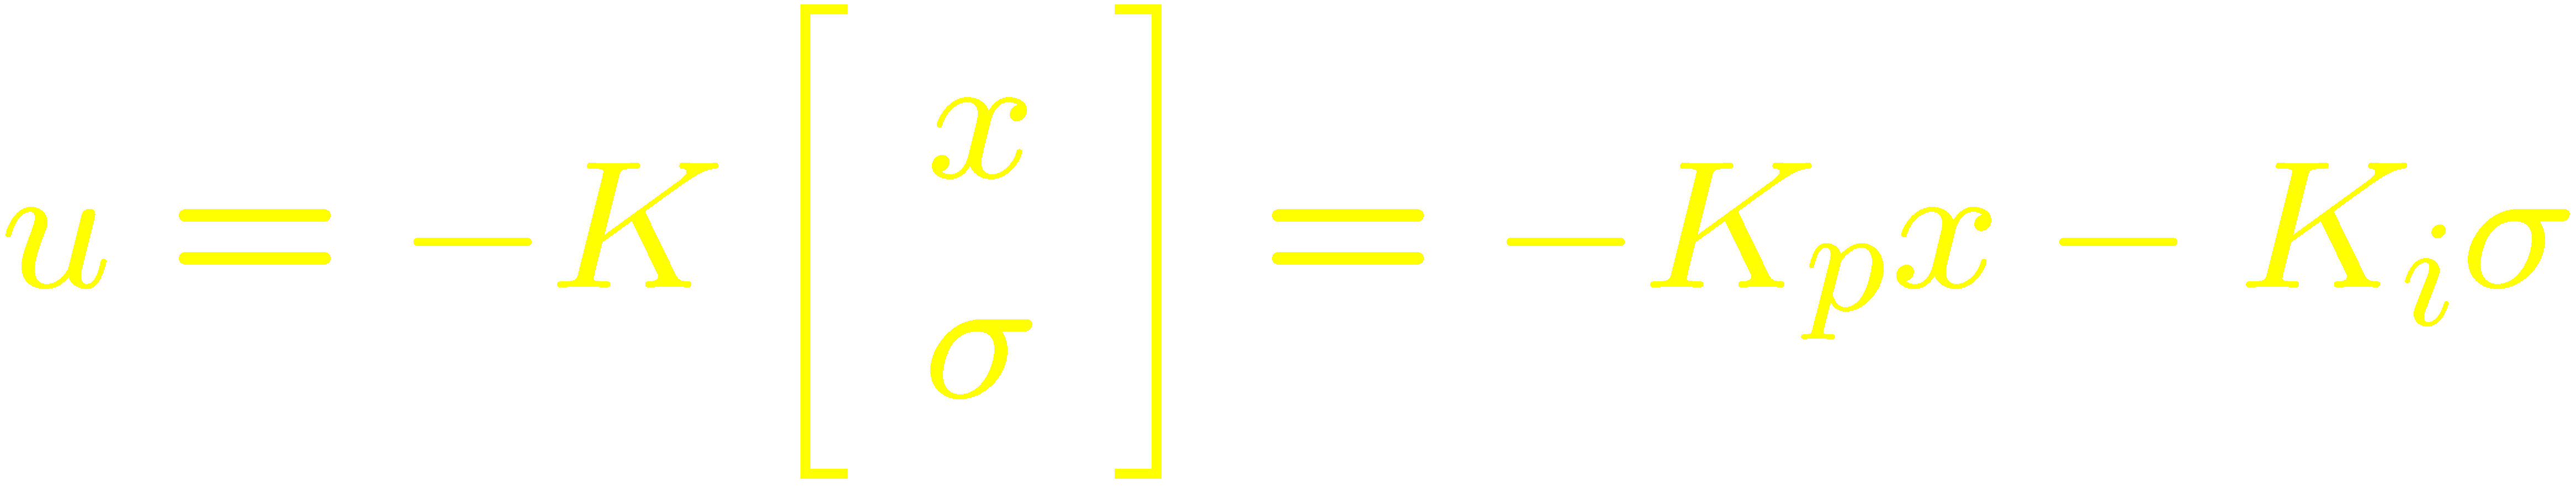 u = −K [ x σ ] = −K_p x − K_i σ